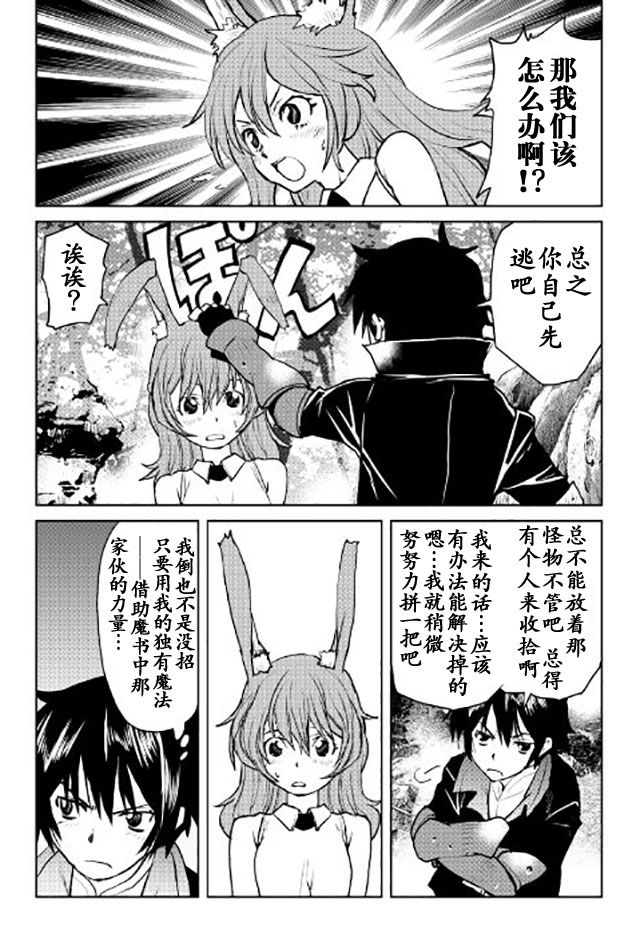 那我们该
怎么办啊!?
总之
你自己先
逃吧
ぽん
诶诶?
总不能放着那
怪物不管吧 总得
有个人来收拾啊
我来的话…应该
有办法能解决掉的
嗯…我就稍微
努努力拼一把吧
我倒也不是没招
只要用我的独有魔法
——借助魔书中那
家伙的力量…